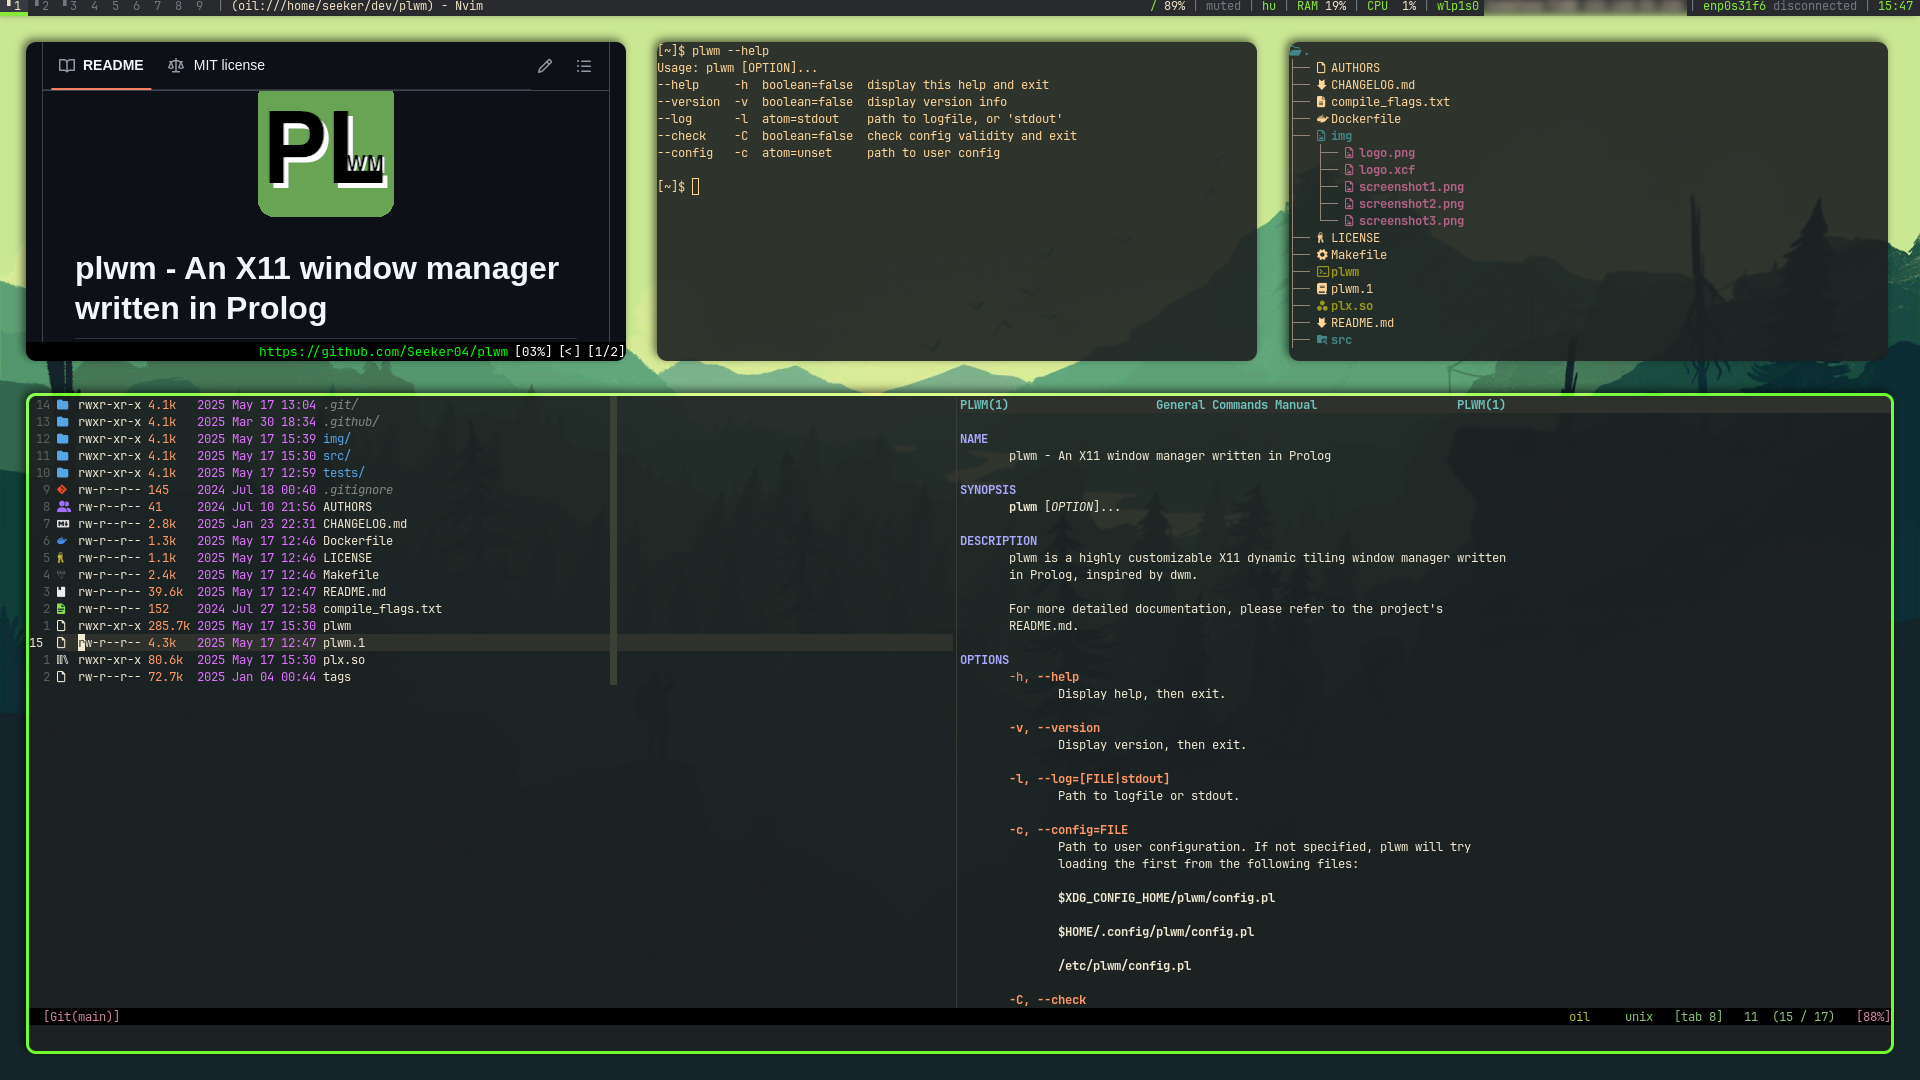 1 2 3 4 5 6 7 8 9 | (oil:///home/seeker/dev/plwm) - Nvim
/ 89% | muted | hu | RAM 19% | CPU 1% | wlp1s0 | enp0s31f6 disconnected | 15:47
README MIT license
PL WM
plwm - An X11 window manager
written in Prolog
https://github.com/Seeker04/plwm [03%] [<] [1/2]
[~]$ plwm --help
Usage: plwm [OPTION]...
--help -h boolean=false display this help and exit
--version -v boolean=false display version info
--log -l atom=stdout path to logfile, or 'stdout'
--check -C boolean=false check config validity and exit
--config -c atom=unset path to user config
[~]$
.
AUTHORS
CHANGELOG.md
compile_flags.txt
Dockerfile
img
logo.png
logo.xcf
screenshot1.png
screenshot2.png
screenshot3.png
LICENSE
Makefile
plwm
plwm.1
plx.so
README.md
src
14 rwxr-xr-x 4.1k 2025 May 17 13:04 .git/
13 rwxr-xr-x 4.1k 2025 Mar 30 18:34 .github/
12 rwxr-xr-x 4.1k 2025 May 17 15:39 img/
11 rwxr-xr-x 4.1k 2025 May 17 15:30 src/
10 rwxr-xr-x 4.1k 2025 May 17 12:59 tests/
9 rw-r--r-- 145 2024 Jul 18 00:40 .gitignore
8 rw-r--r-- 41 2024 Jul 10 21:56 AUTHORS
7 rw-r--r-- 2.8k 2025 Jan 23 22:31 CHANGELOG.md
6 rw-r--r-- 1.3k 2025 May 17 12:46 Dockerfile
5 rw-r--r-- 1.1k 2025 May 17 12:46 LICENSE
4 rw-r--r-- 2.4k 2025 May 17 12:46 Makefile
3 rw-r--r-- 39.6k 2025 May 17 12:47 README.md
2 rw-r--r-- 152 2024 Jul 27 12:58 compile_flags.txt
1 rwxr-xr-x 285.7k 2025 May 17 15:30 plwm
15 rw-r--r-- 4.3k 2025 May 17 12:47 plwm.1
1 rwxr-xr-x 80.6k 2025 May 17 15:30 plx.so
2 rw-r--r-- 72.7k 2025 Jan 04 00:44 tags
PLWM(1) General Commands Manual PLWM(1)
NAME
plwm - An X11 window manager written in Prolog
SYNOPSIS
plwm [OPTION]...
DESCRIPTION
plwm is a highly customizable X11 dynamic tiling window manager written
in Prolog, inspired by dwm.
For more detailed documentation, please refer to the project's
README.md.
OPTIONS
-h, --help
Display help, then exit.
-v, --version
Display version, then exit.
-l, --log=[FILE|stdout]
Path to logfile or stdout.
-c, --config=FILE
Path to user configuration. If not specified, plwm will try
loading the first from the following files:
$XDG_CONFIG_HOME/plwm/config.pl
$HOME/.config/plwm/config.pl
/etc/plwm/config.pl
-C, --check
[Git(main)] oil unix [tab 8] 11 (15 / 17) [88%]